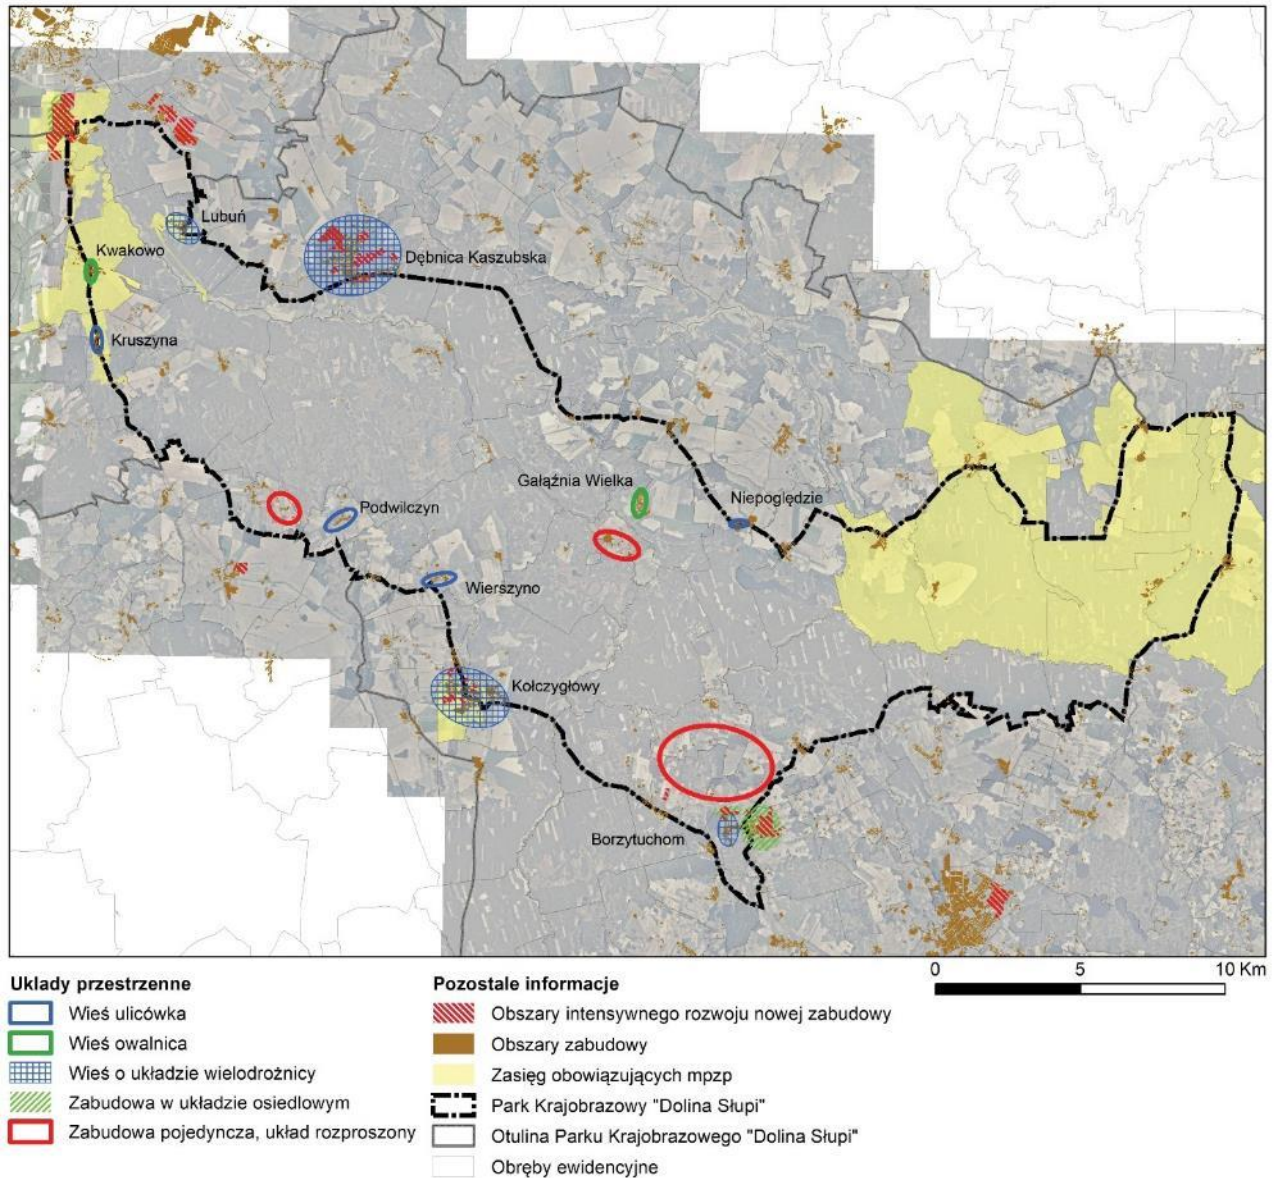 Lubuń
Kwakowo
Dębnica Kaszubska
Kruszyna
Gałąźnia Wielka
Niepoględzie
Podwilczyn
Wierszyno
Kołczygłowy
Borzytuchom
0 5 10 Km
Układy przestrzenne
Wieś ulicówka
Wieś owalnica
Wieś o układzie wielodrożnicy
Zabudowa w układzie osiedlowym
Zabudowa pojedyncza, układ rozproszony
Pozostałe informacje
Obszary intensywnego rozwoju nowej zabudowy
Obszary zabudowy
Zasięg obowiązujących mpzp
Park Krajobrazowy "Dolina Słupi"
Otulina Parku Krajobrazowego "Dolina Słupi"
Obręby ewidencyjne